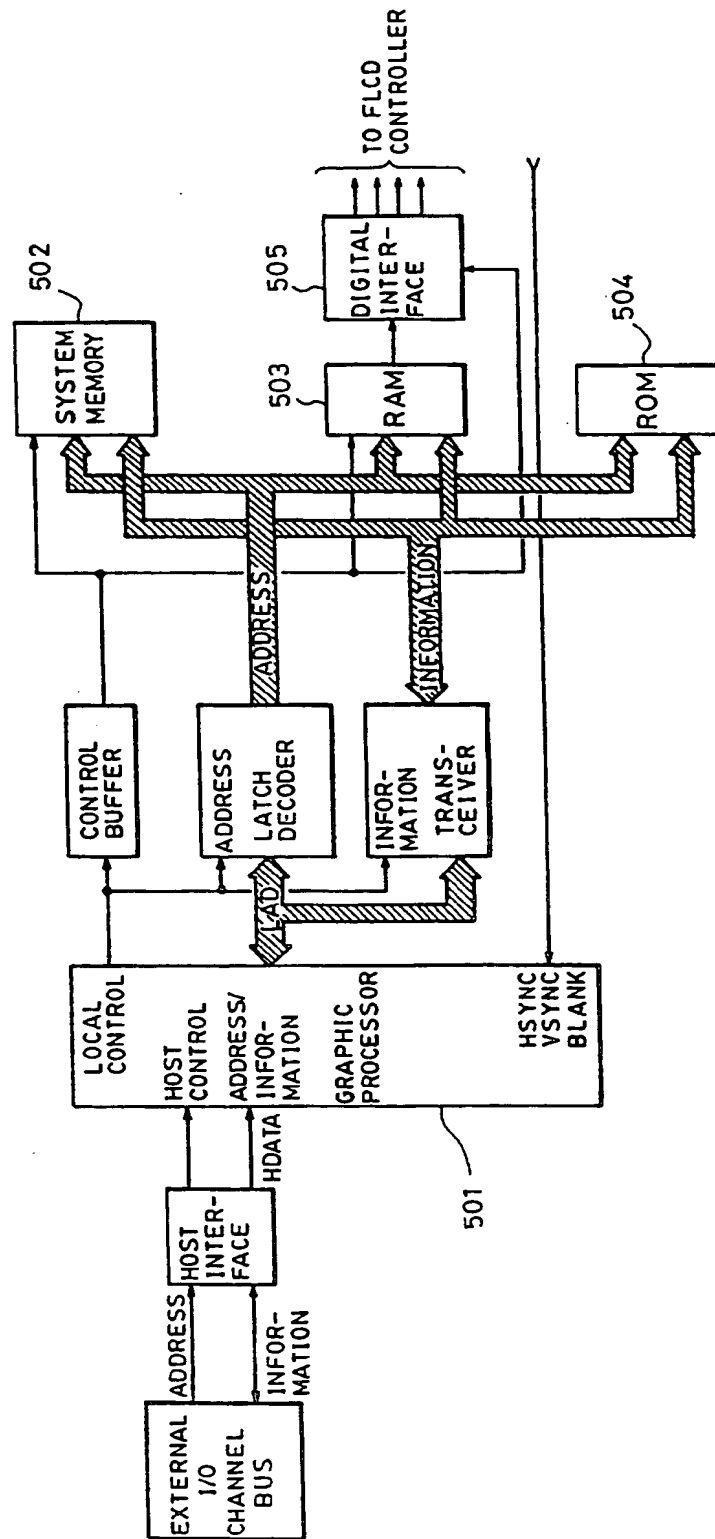 EXTERNAL
I/O
CHANNEL
BUS
ADDRESS
INFOR-
MATION
HOST
INTER-
FACE
HDATA
LOCAL
CONTROL
HOST
CONTROL
ADDRESS/
INFOR-
MATION
GRAPHIC
PROCESSOR
HSYNC
VSYNC
BLANK
501
LAD
CONTROL
BUFFER
ADDRESS
LATCH
DECODER
INFOR-
MATION
TRANS-
CEIVER
ADDRESS
INFORMATION
SYSTEM
MEMORY
502
RAM
503
ROM
504
DIGITAL
INTER-
FACE
505
TO FLCD
CONTROLLER